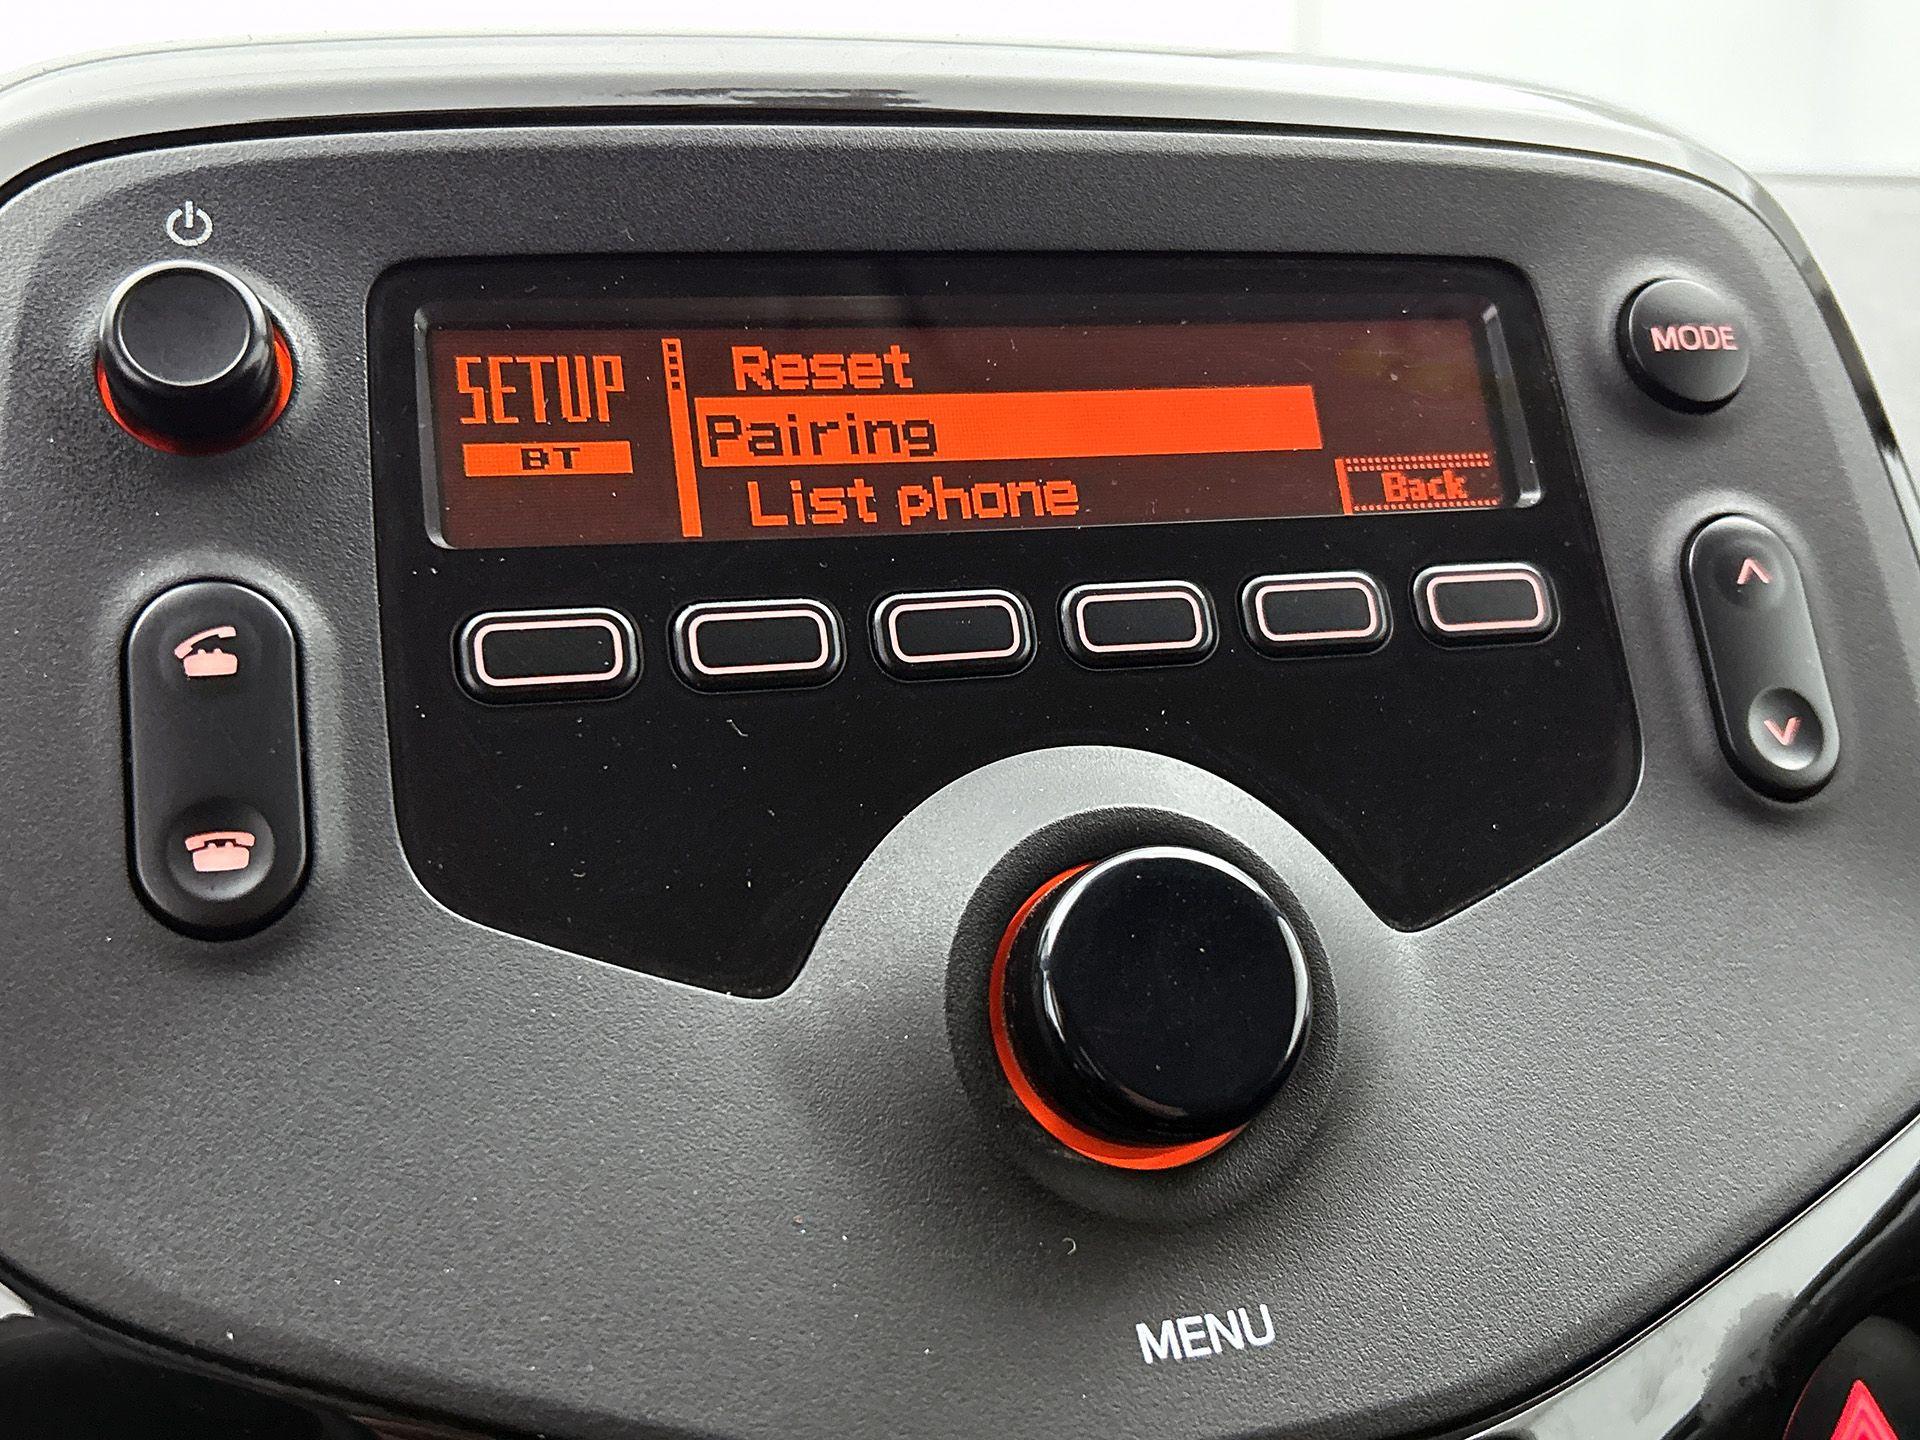 SETUP
BT
Reset
Pairing
List phone
Back
MODE
MENU